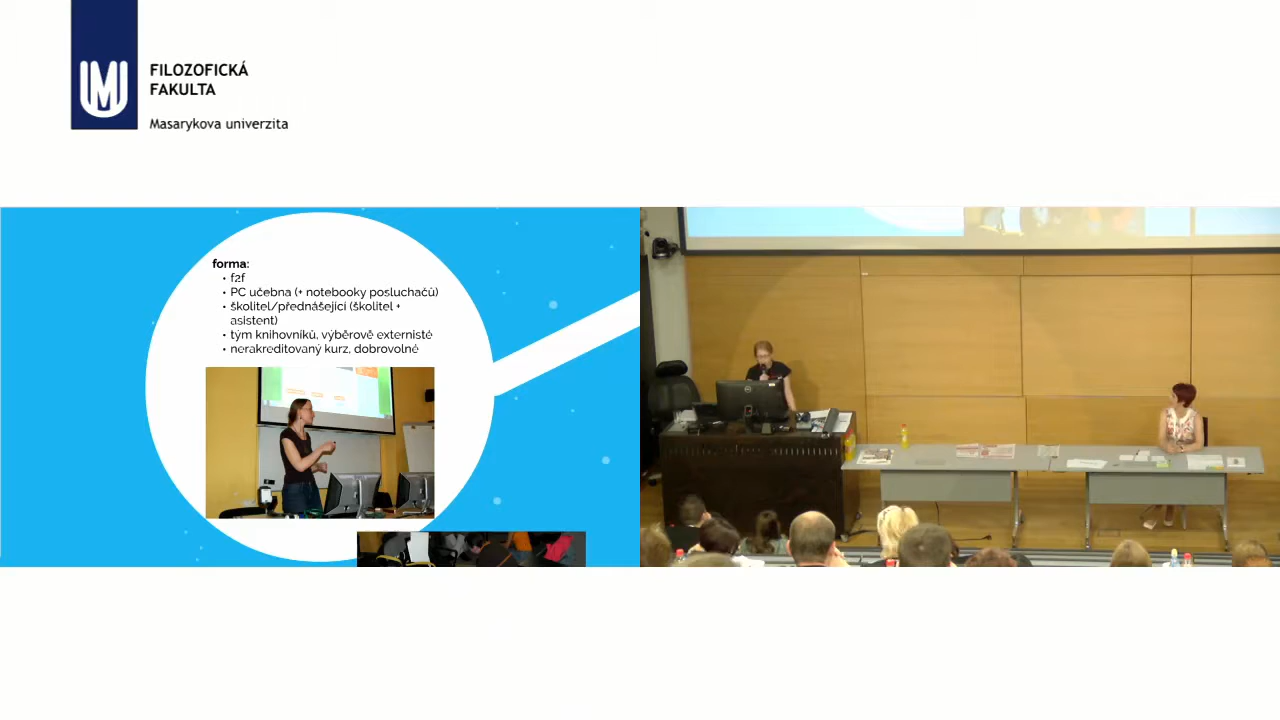 FILOZOFICKÁ
FAKULTA
Masarykova univerzita
forma:
• f2f
• PC učebna (+ notebooky posluchačů)
• školitel/přednášející (školitel +
asistent)
• tým knihovníků, výběrově externisté
• nerakreditovaný kurz, dobrovolné